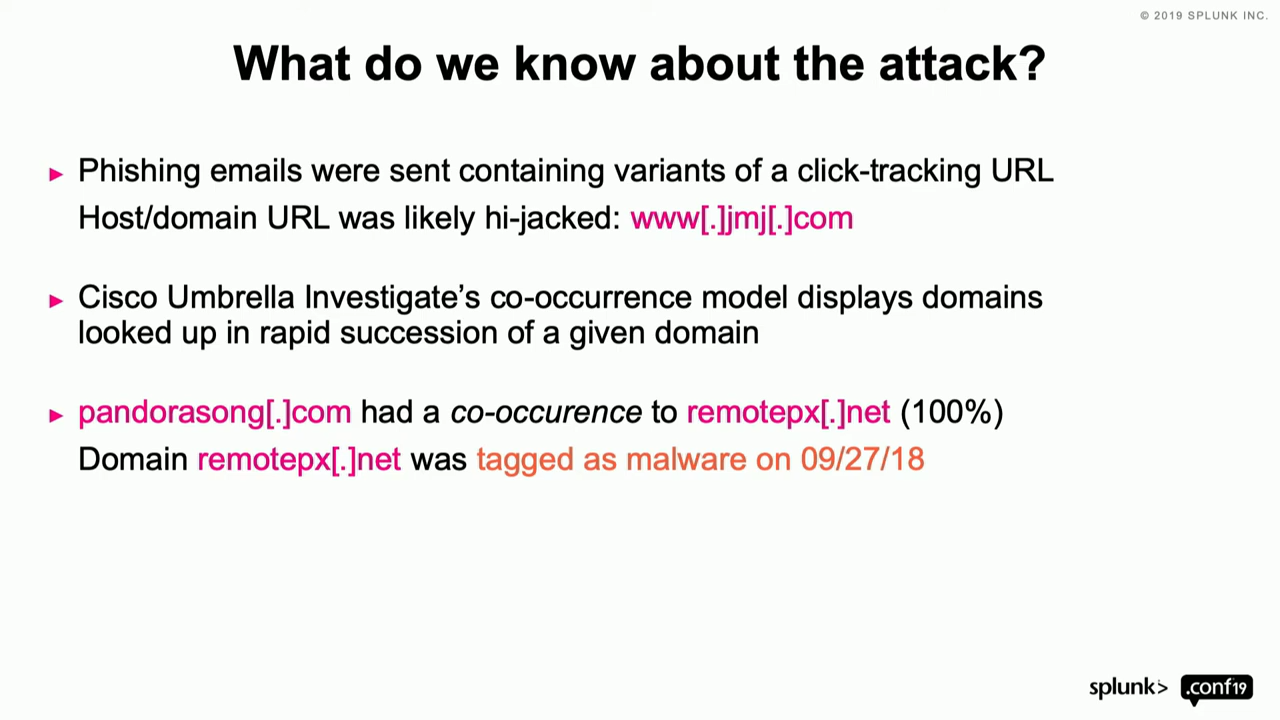 © 2019 SPLUNK INC.
What do we know about the attack?
► Phishing emails were sent containing variants of a click-tracking URL
Host/domain URL was likely hi-jacked: www[.]jmj[.]com
► Cisco Umbrella Investigate’s co-occurrence model displays domains
looked up in rapid succession of a given domain
► pandorasong[.]com had a co-occurence to remotepx[.]net (100%)
Domain remotepx[.]net was tagged as malware on 09/27/18
splunk> .conf19